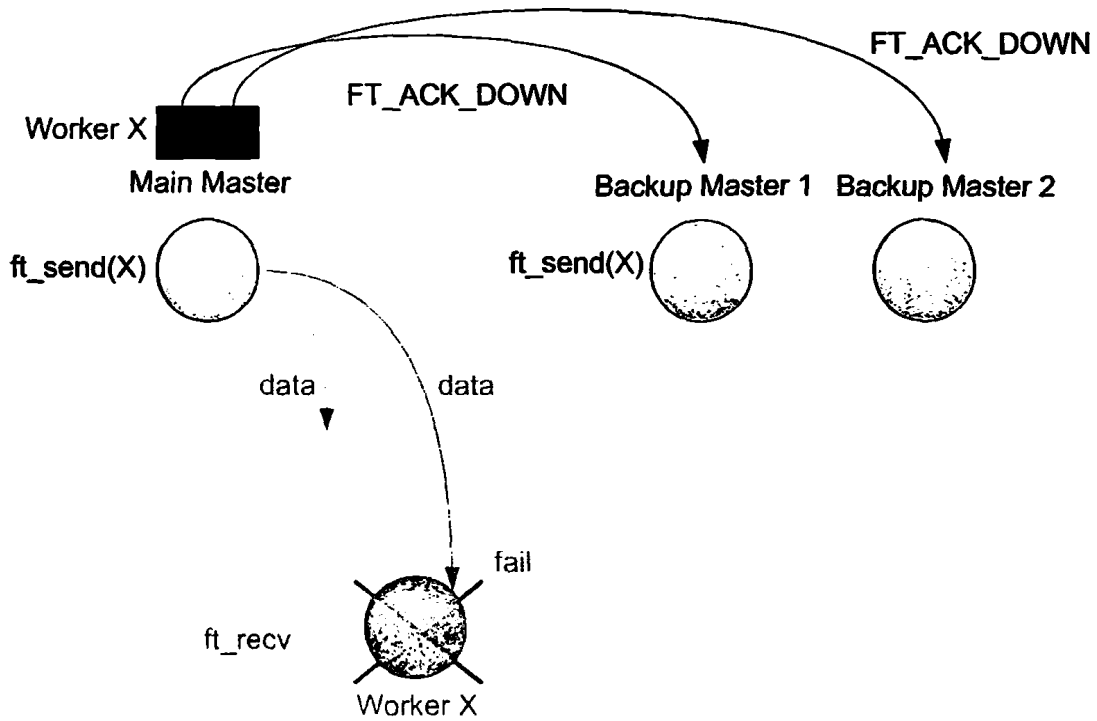 FT_ACK_DOWN
FT_ACK_DOWN
Worker X
Main Master
Backup Master 1
Backup Master 2
ft_send(X)
ft_send(X)
data
data
fail
ft_recv
Worker X